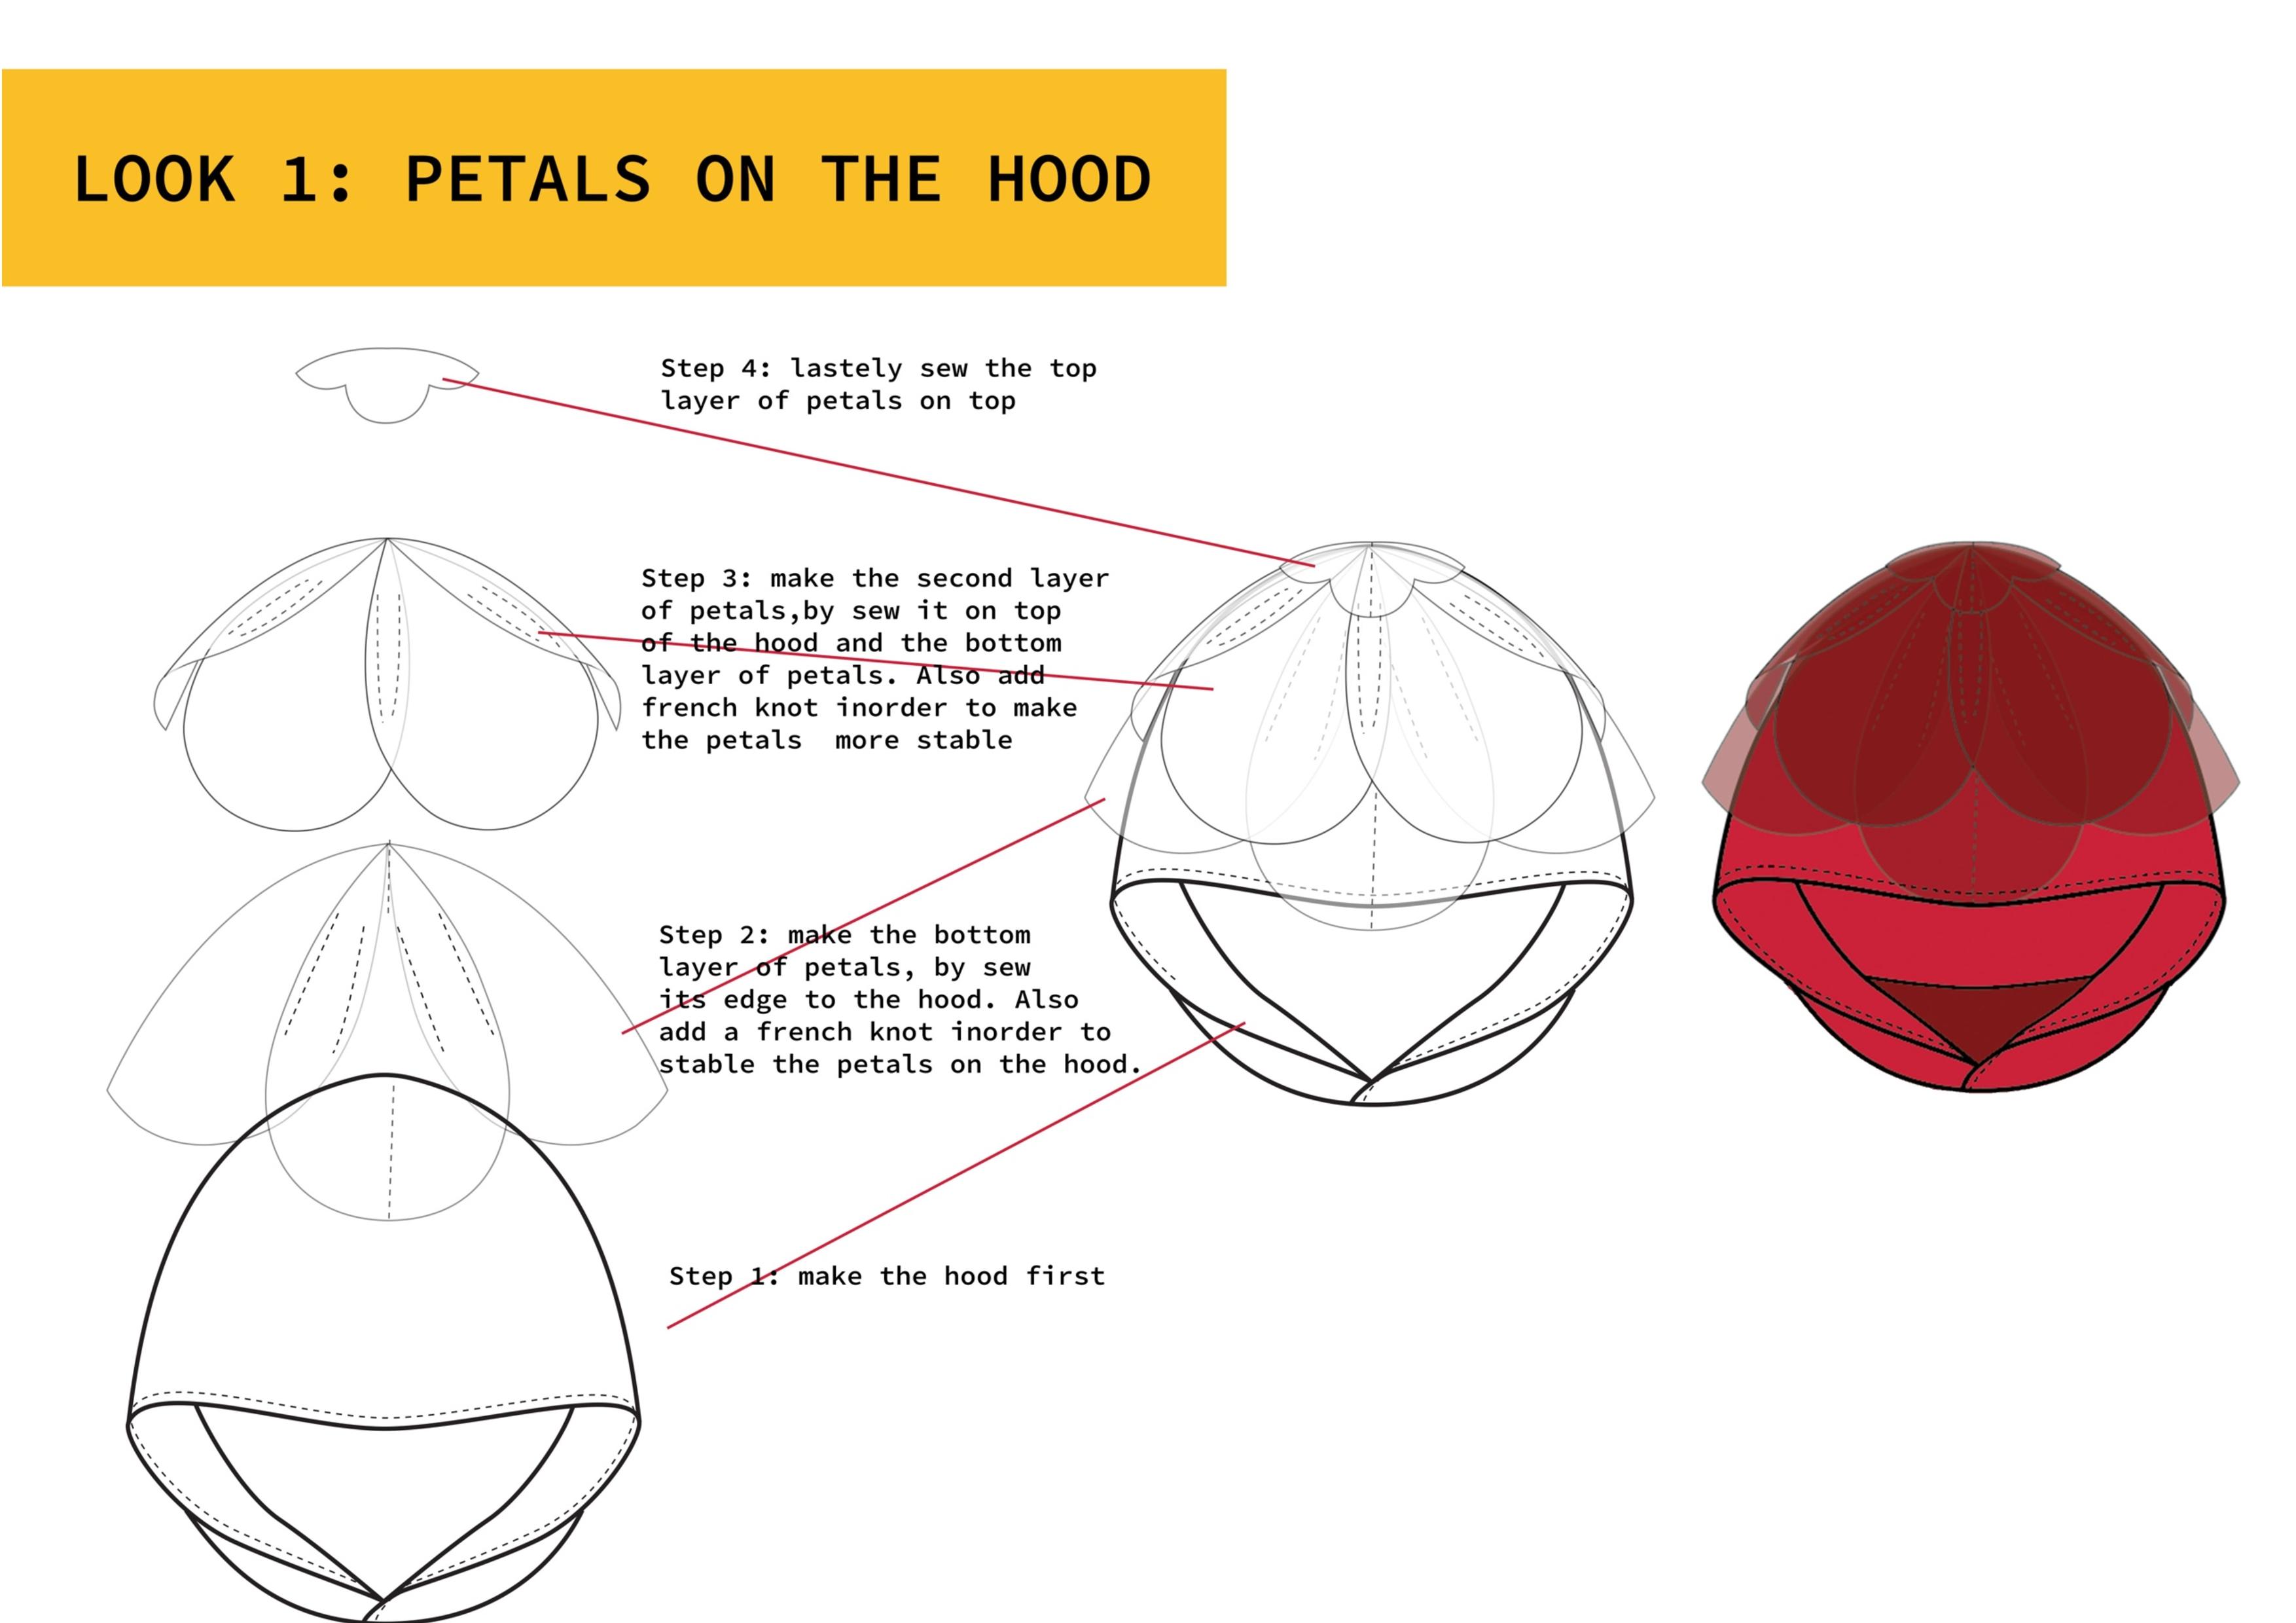 LOOK 1: PETALS ON THE HOOD
Step 4: lastely sew the top
layer of petals on top
Step 3: make the second layer
of petals,by sew it on top
of the hood and the bottom
layer of petals. Also add
french knot inorder to make
the petals  more stable
Step 2: make the bottom
layer of petals, by sew
its edge to the hood. Also
add a french knot inorder to
stable the petals on the hood.
Step 1: make the hood first